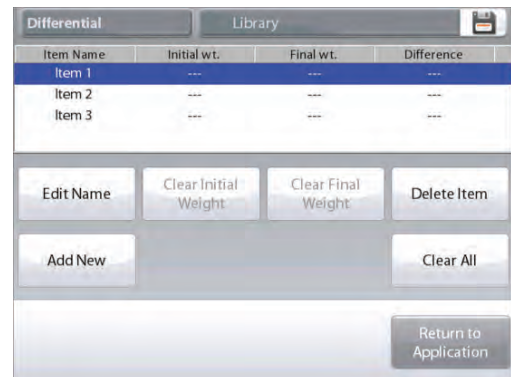 Differential Library
Item Name Initial wt. Final wt. Difference
Item 1 --- --- ---
Item 2 --- --- ---
Item 3 --- --- ---
Edit Name Clear Initial Weight Clear Final Weight Delete Item
Add New Clear All
Return to
Application